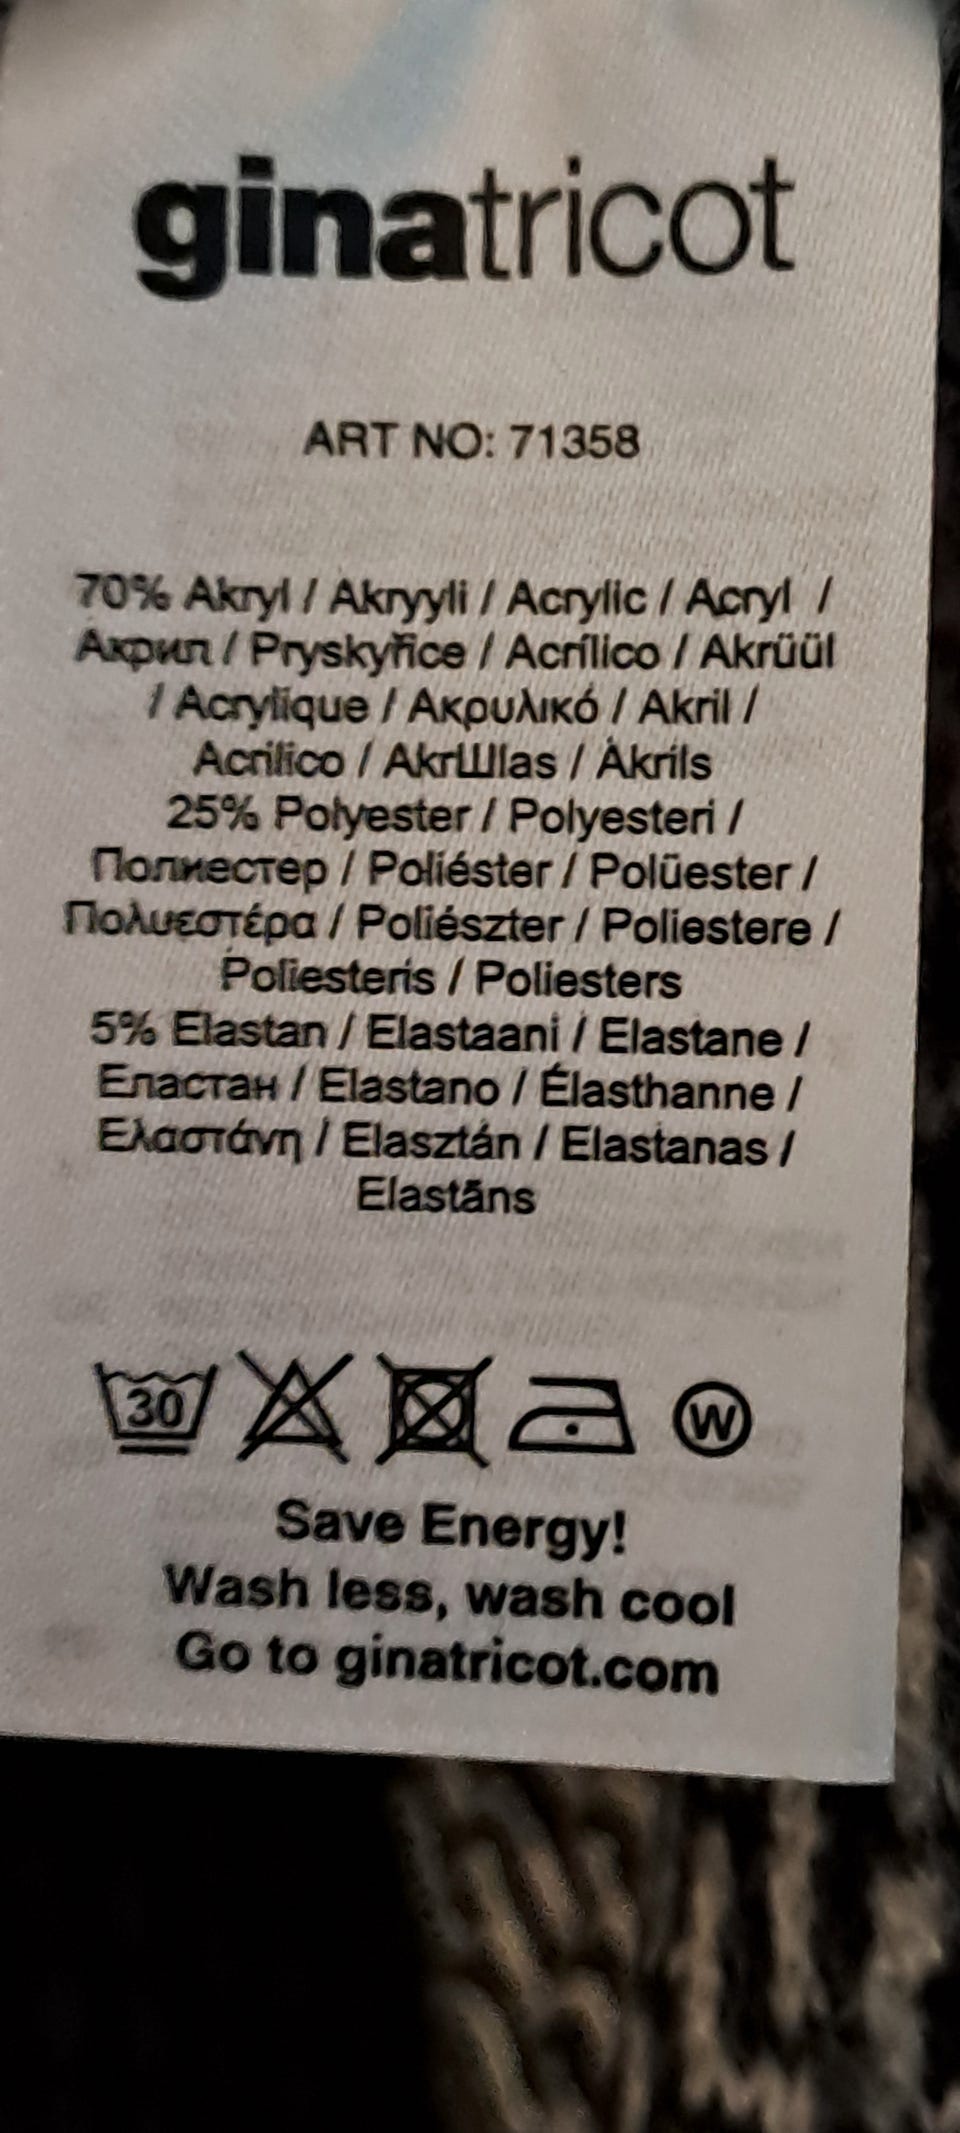 ginatricot
ART NO: 71358
70% Akryl / Akryyli / Acrylic / Acryl /
Акрил / Pryskyřice / Acrílico / Akrüül
/ Acrylique / Ακρυλικό / Akril /
Acrilico / AkrШlas / Àkrils
25% Polyester / Polyesteri /
Полиестер / Poliéster / Polüester /
Πολυεστέρα / Poliészter / Poliestere /
Poliesteris / Poliesters
5% Elastan / Elastaani / Elastane /
Еластан / Elastano / Élasthanne /
Ελαστάνη / Elasztán / Elastanas /
Elastāns
30 W
Save Energy!
Wash less, wash cool
Go to ginatricot.com